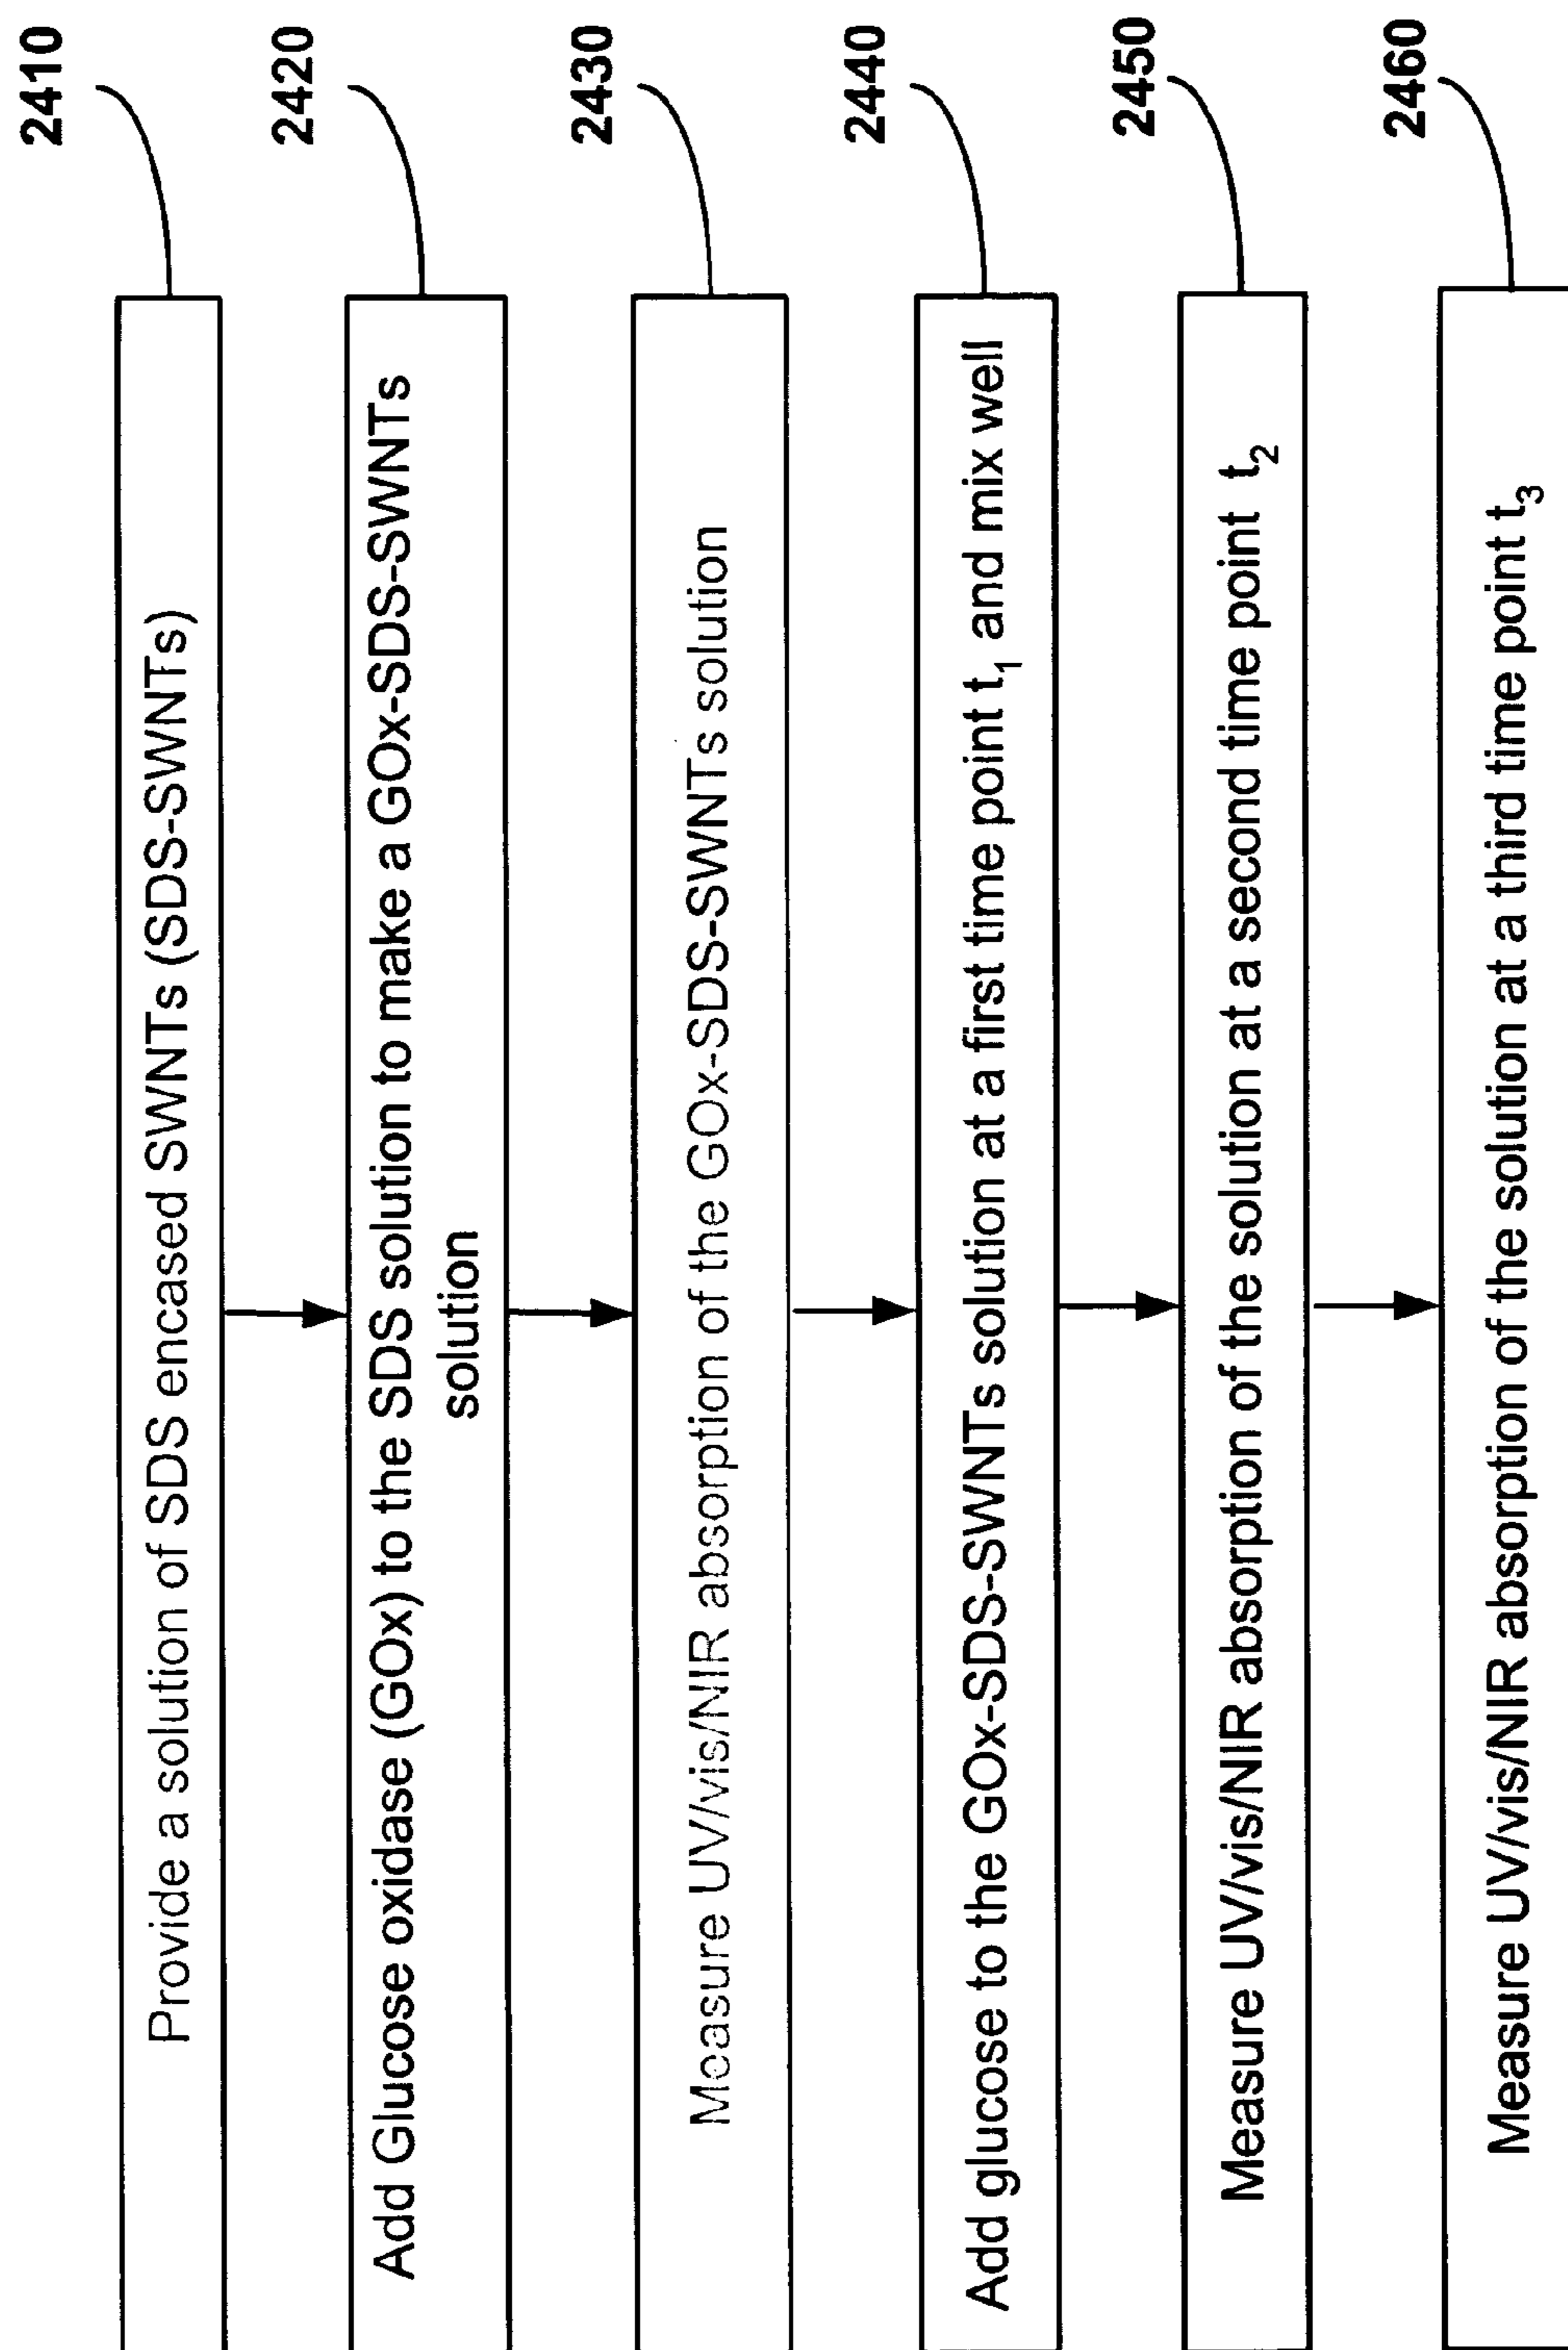 2410
Provide a solution of SDS encased SWNTs (SDS-SWNTs)
2420
Add Glucose oxidase (GOx) to the SDS solution to make a GOx-SDS-SWNTs
solution
2430
Measure UV/vis/NIR absorption of the GOx-SDS-SWNTs solution
2440
Add glucose to the GOx-SDS-SWNTs solution at a first time point t₁ and mix well
2450
Measure UV/vis/NIR absorption of the solution at a second time point t₂
2460
Measure UV/vis/NIR absorption of the solution at a third time point t₃